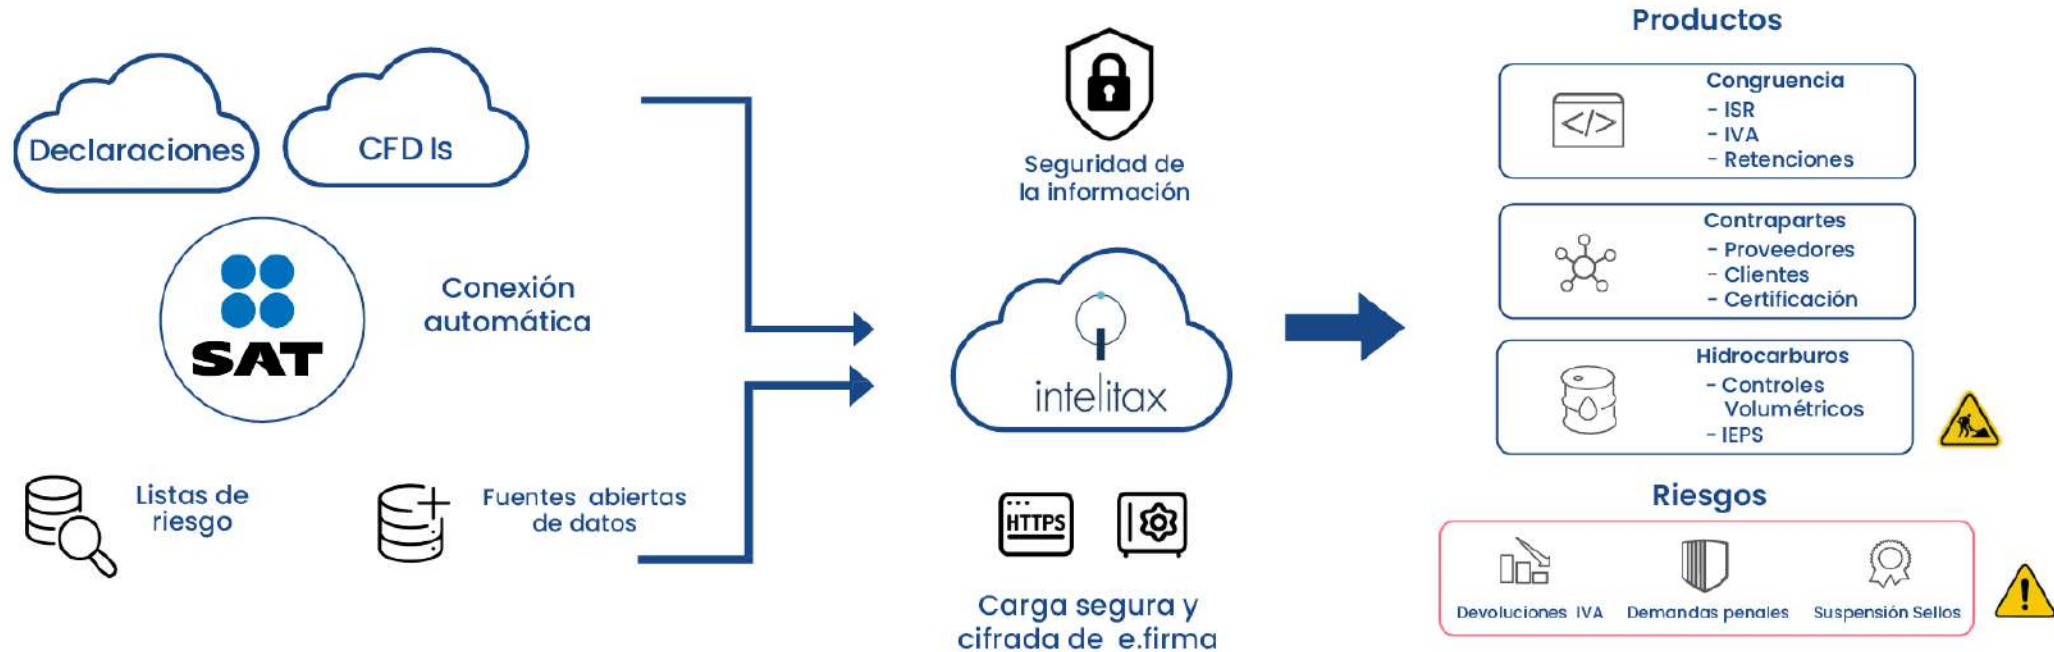 Declaraciones
CFD Is
SAT
Conexión
automática
Listas de
riesgo
Fuentes abiertas
de datos
Seguridad de
la información
intelitax
HTTPS
Carga segura y
cifrada de e.firma
Productos
Congruencia
</>
- ISR
- IVA
- Retenciones
Contrapartes
- Proveedores
- Clientes
- Certificación
Hidrocarburos
- Controles
Volumétricos
- IEPS
Riesgos
Devoluciones IVA
Demandas penales
Suspensión Sellos